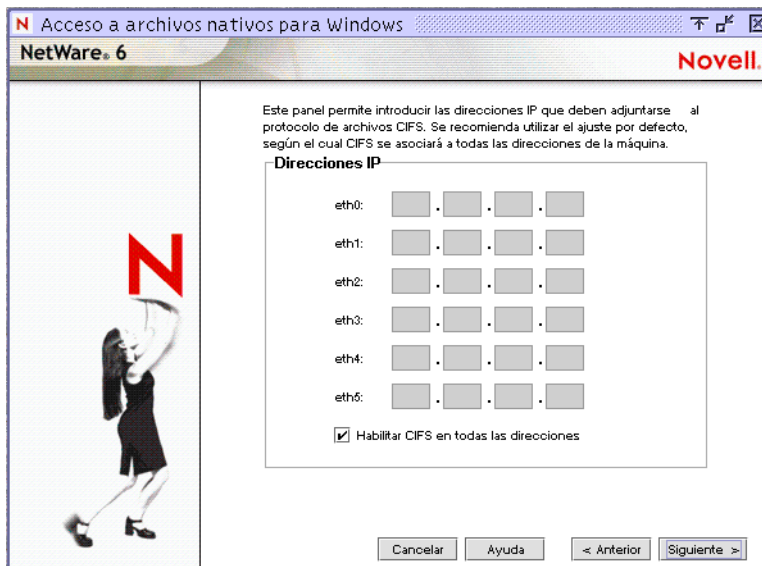 N Acceso a archivos nativos para Windows
NetWare® 6
Novell.
Este panel permite introducir las direcciones IP que deben adjuntarse al
protocolo de archivos CIFS. Se recomienda utilizar el ajuste por defecto,
según el cual CIFS se asociará a todas las direcciones de la máquina.
Direcciones IP
eth0: . . .
eth1: . . .
eth2: . . .
eth3: . . .
eth4: . . .
eth5: . . .
Habilitar CIFS en todas las direcciones
N
Cancelar Ayuda < Anterior Siguiente >